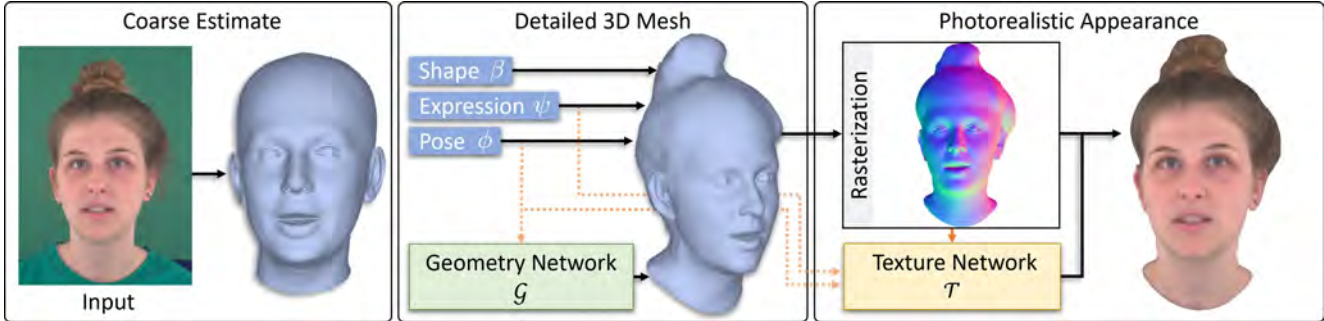 Coarse Estimate
Input
Detailed 3D Mesh
Shape β
Expression ψ
Pose ϕ
Geometry Network
𝒢
Photorealistic Appearance
Rasterization
Texture Network
𝒯